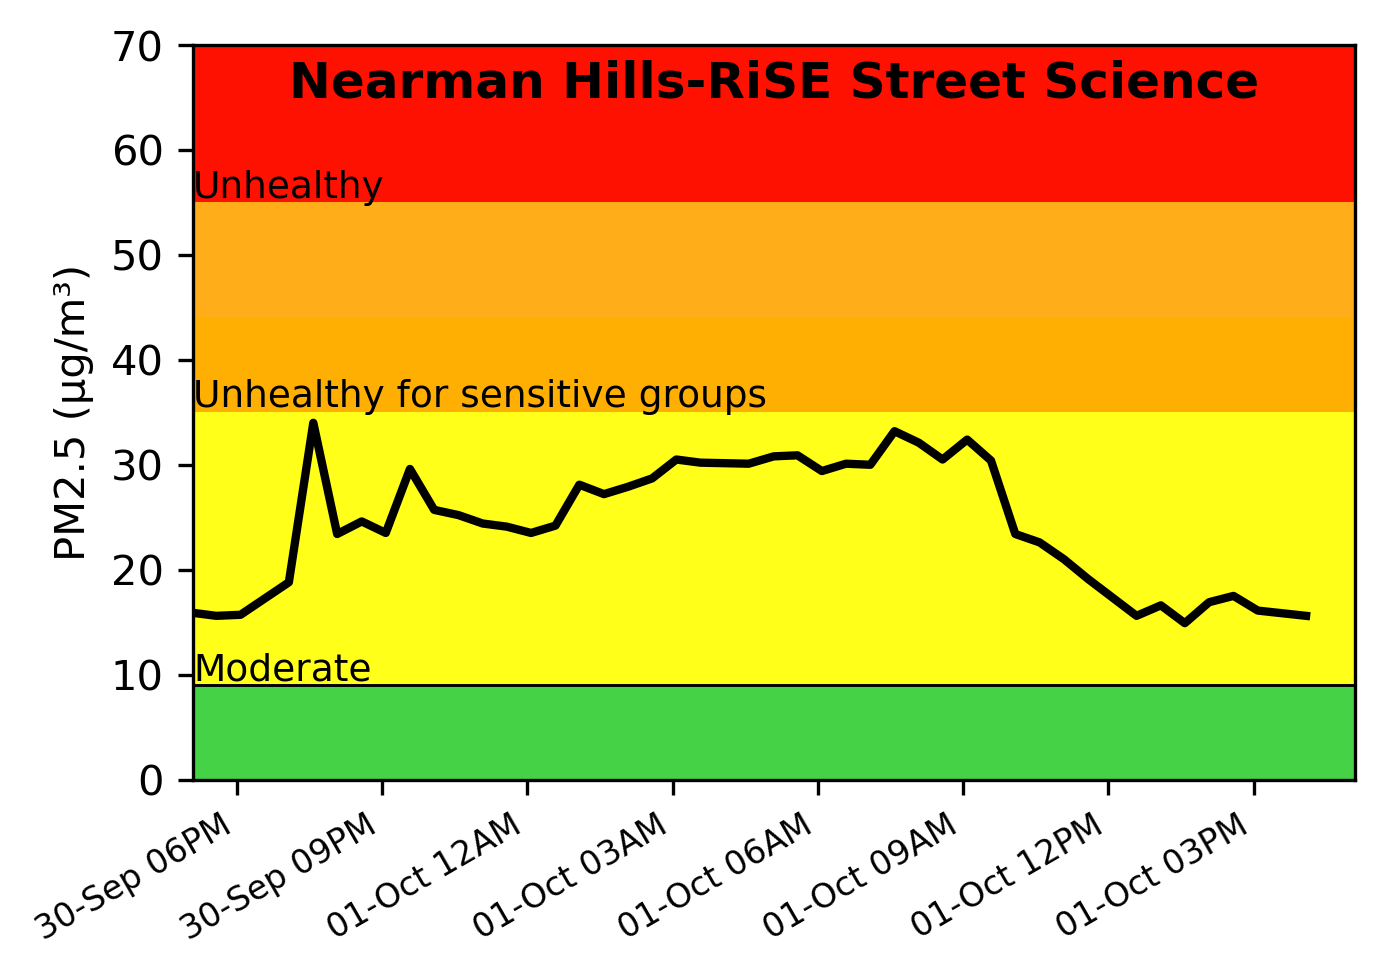 Nearman Hills-RiSE Street Science
70
60
50
40
30
20
10
0
PM2.5 (µg/m³)
Unhealthy
Unhealthy for sensitive groups
Moderate
30-Sep 06PM
30-Sep 09PM
01-Oct 12AM
01-Oct 03AM
01-Oct 06AM
01-Oct 09AM
01-Oct 12PM
01-Oct 03PM